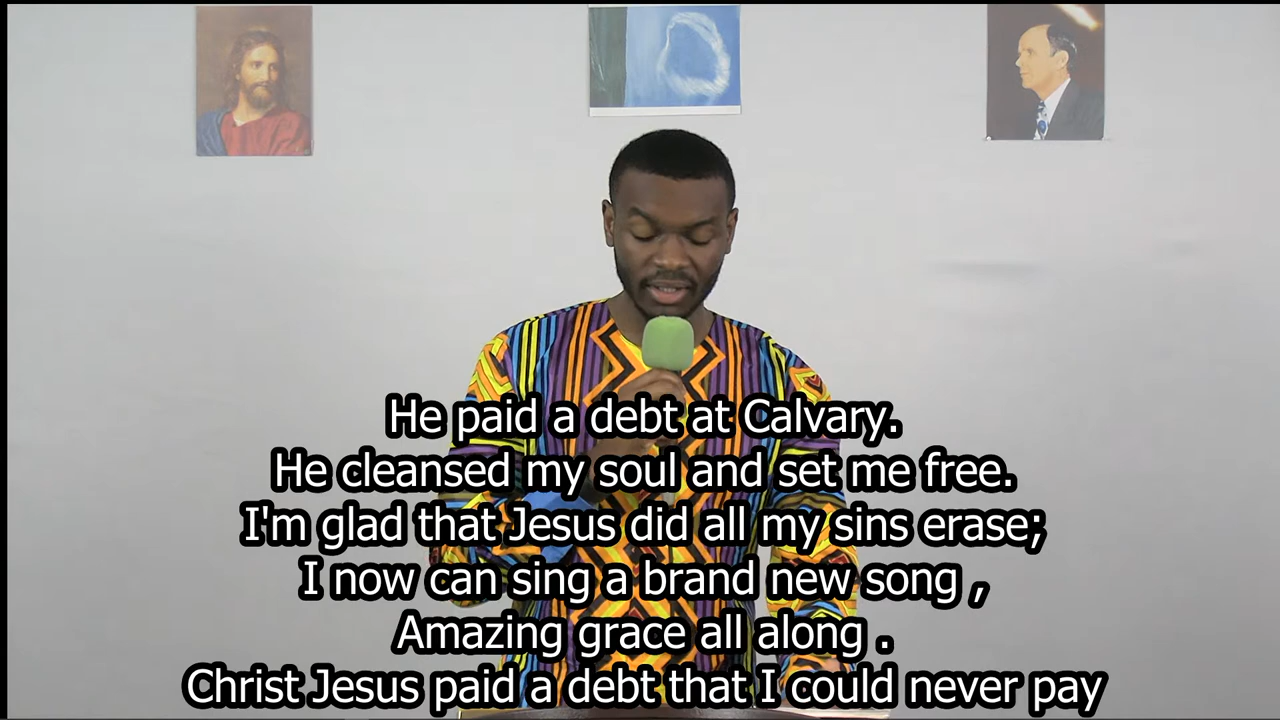 He paid a debt at Calvary.
He cleansed my soul and set me free.
I'm glad that Jesus did all my sins erase;
I now can sing a brand new song ,
Amazing grace all along .
Christ Jesus paid a debt that I could never pay